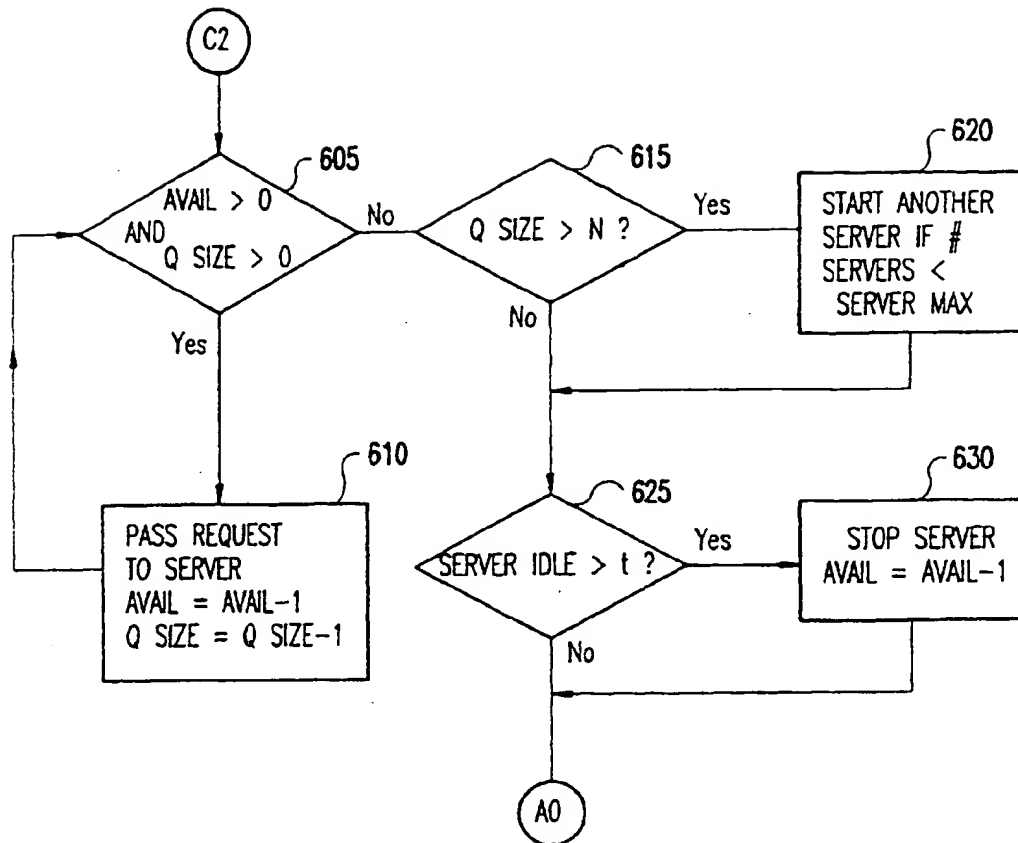 C2
605
AVAIL > 0
AND
Q SIZE > 0
No
Yes
615
Q SIZE > N ?
Yes
No
620
START ANOTHER
SERVER IF #
SERVERS <
SERVER MAX
610
PASS REQUEST
TO SERVER
AVAIL = AVAIL-1
Q SIZE = Q SIZE-1
625
SERVER IDLE > t ?
Yes
No
630
STOP SERVER
AVAIL = AVAIL-1
A0